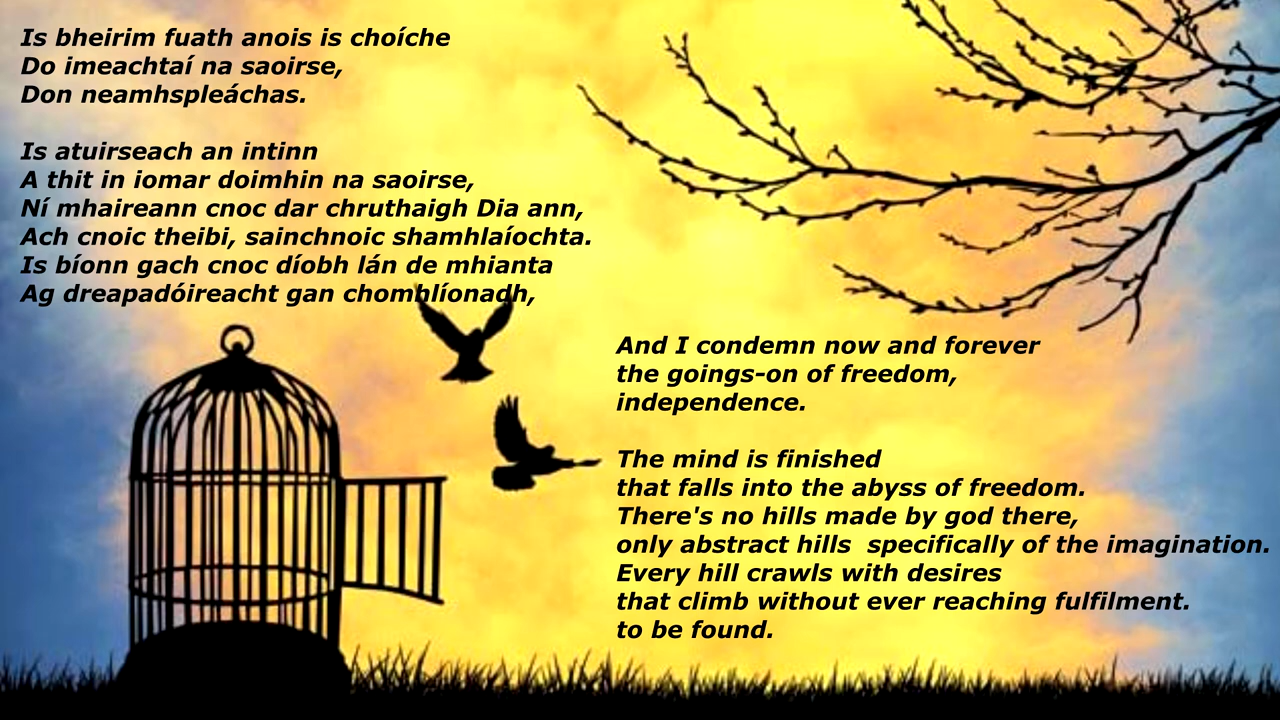 Is bheirim fuath anois is choíche
Do imeachtaí na saoirse,
Don neamhspleáchas.
Is atuirseach an intinn
A thit in iomar doimhin na saoirse,
Ní mhaireann cnoc dar chruthaigh Dia ann,
Ach cnoic theibi, sainchnoic shamhlaíochta.
Is bíonn gach cnoc díobh lán de mhianta
Ag dreapadóireacht gan chomhlíonadh,
And I condemn now and forever
the goings-on of freedom,
independence.
The mind is finished
that falls into the abyss of freedom.
There's no hills made by god there,
only abstract hills  specifically of the imagination.
Every hill crawls with desires
that climb without ever reaching fulfilment.
to be found.